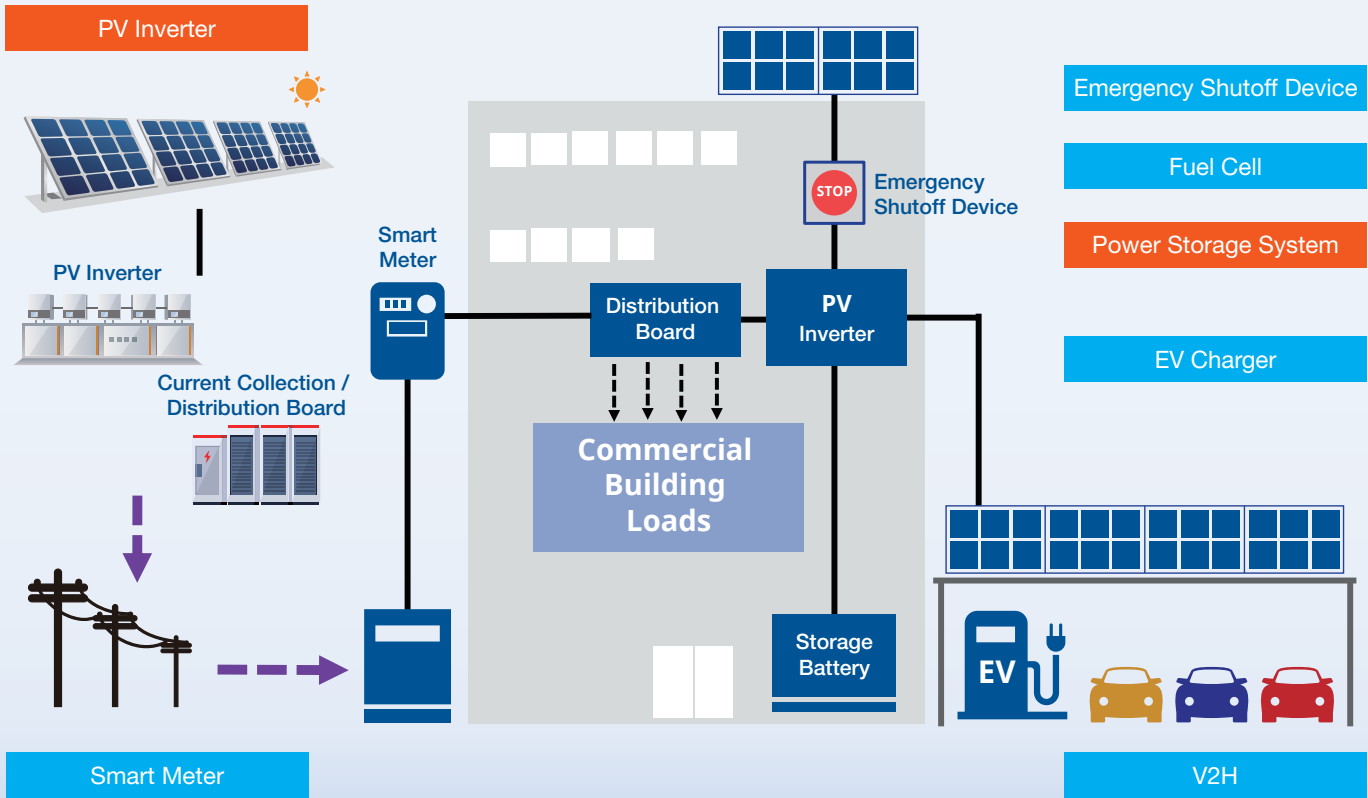 PV Inverter
Emergency Shutoff Device
Fuel Cell
STOP
Emergency
Shutoff Device
Power Storage System
Smart
Meter
PV Inverter
Distribution
Board
PV
Inverter
EV Charger
Current Collection /
Distribution Board
Commercial
Building
Loads
Storage
Battery
EV
Smart Meter
V2H